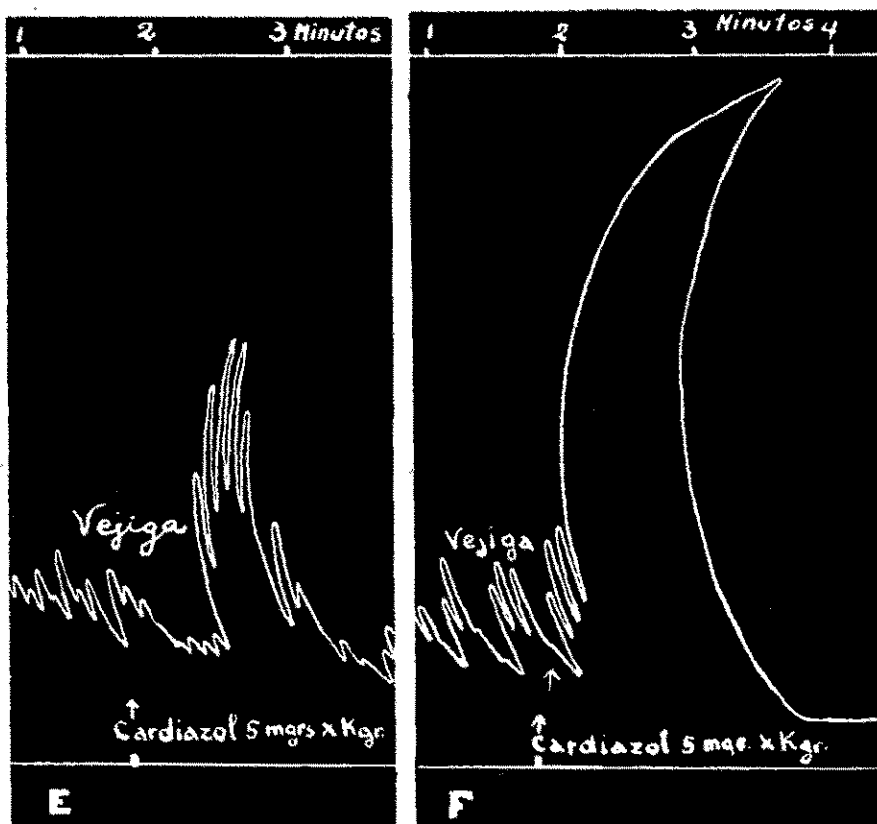 1 2 3 Minutos
Vejiga
Cardiazol 5 mgrs x Kgr.
E
1 2 3 Minutos 4
Vejiga
Cardiazol 5 mgr. x Kgr.
F